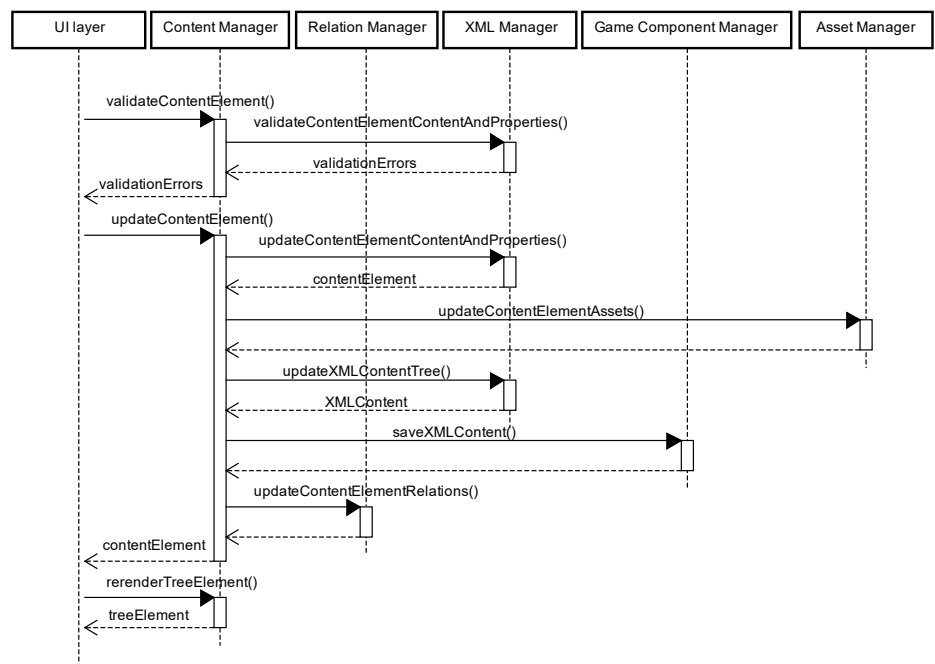 UI layer
Content Manager
Relation Manager
XML Manager
Game Component Manager
Asset Manager
validateContentElement()
validateContentElementContentAndProperties()
validationErrors
validationErrors
updateContentElement()
updateContentElementContentAndProperties()
contentElement
updateContentElementAssets()
updateXMLContentTree()
XMLContent
saveXMLContent()
updateContentElementRelations()
contentElement
rerenderTreeElement()
treeElement